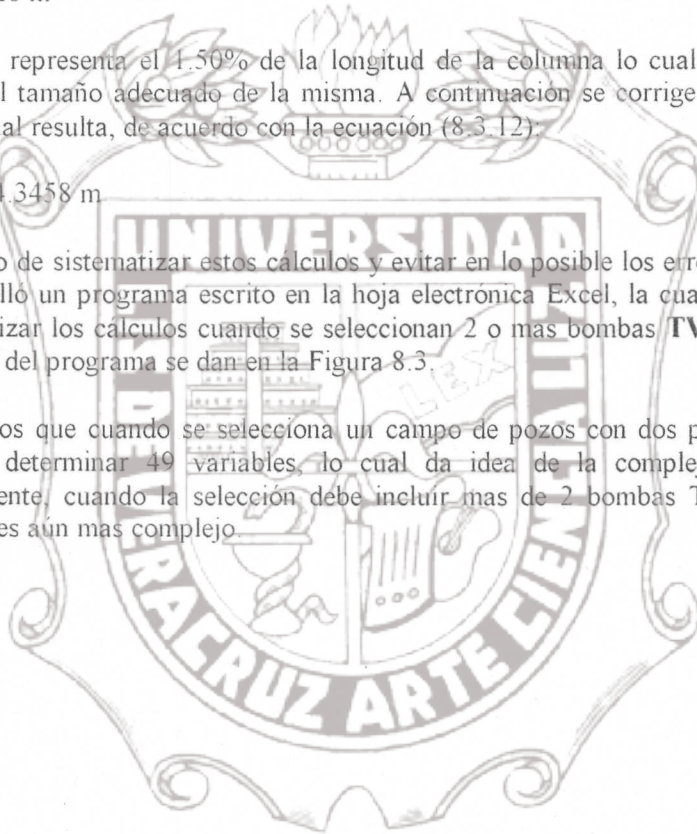 representa el 1.50% de la longitud de la columna lo cual
l tamaño adecuado de la misma. A continuación se corrige
al resulta, de acuerdo con la ecuación (8.3.12):
4.3458 m
o de sistematizar estos cálculos y evitar en lo posible los err
lló un programa escrito en la hoja electrónica Excel, la cua
izar los cálculos cuando se seleccionan 2 o mas bombas TV
del programa se dan en la Figura 8.3.
os que cuando se selecciona un campo de pozos con dos p
determinar 49 variables, lo cual da idea de la comple
ente, cuando la selección debe incluir mas de 2 bombas T
es aún mas complejo.
UNIVERSIDAD
VERACRUZ ARTE CIEN
LEX